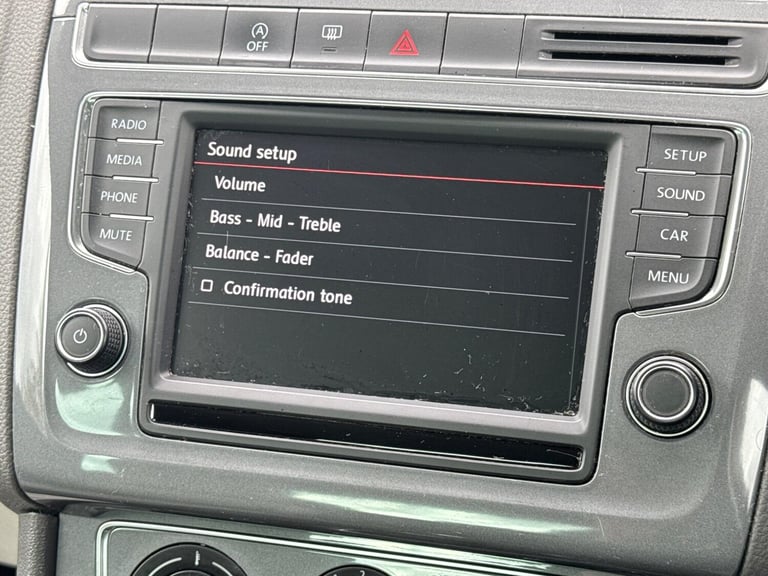 A
OFF
RADIO
MEDIA
PHONE
MUTE
Sound setup
Volume
Bass - Mid - Treble
Balance - Fader
Confirmation tone
SETUP
SOUND
CAR
MENU